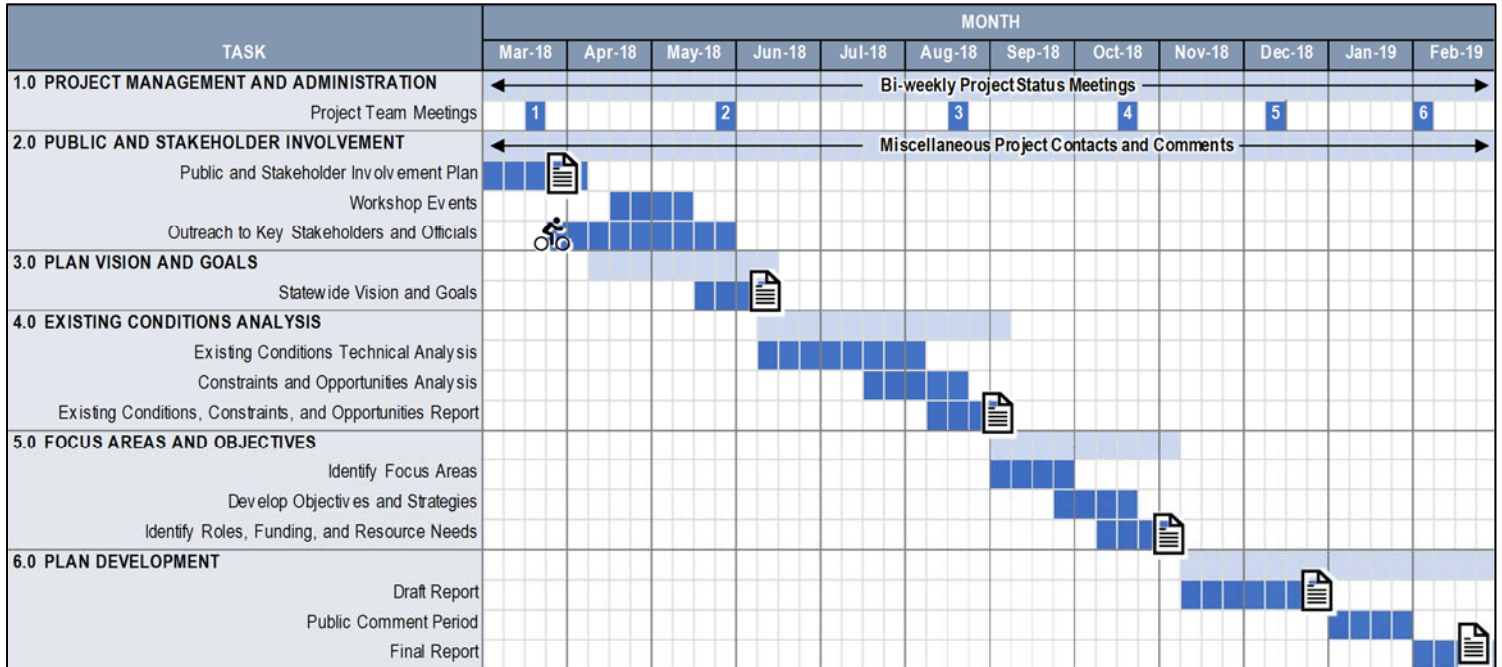 MONTH
TASK Mar-18 Apr-18 May-18 Jun-18 Jul-18 Aug-18 Sep-18 Oct-18 Nov-18 Dec-18 Jan-19 Feb-19
1.0 PROJECT MANAGEMENT AND ADMINISTRATION Bi-weekly Project Status Meetings
Project Team Meetings 1 2 3 4 5 6
2.0 PUBLIC AND STAKEHOLDER INVOLVEMENT Miscellaneous Project Contacts and Comments
Public and Stakeholder Involvement Plan
Workshop Events
Outreach to Key Stakeholders and Officials
3.0 PLAN VISION AND GOALS
Statewide Vision and Goals
4.0 EXISTING CONDITIONS ANALYSIS
Existing Conditions Technical Analysis
Constraints and Opportunities Analysis
Existing Conditions, Constraints, and Opportunities Report
5.0 FOCUS AREAS AND OBJECTIVES
Identify Focus Areas
Develop Objectives and Strategies
Identify Roles, Funding, and Resource Needs
6.0 PLAN DEVELOPMENT
Draft Report
Public Comment Period
Final Report